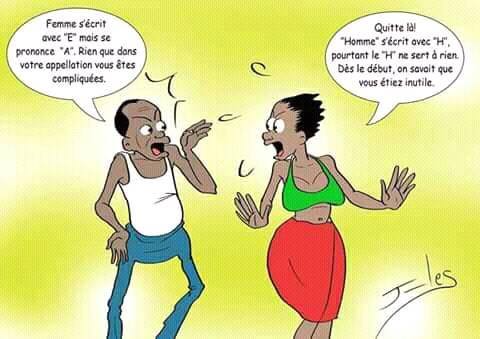 Femme s'écrit
avec "E" mais se
prononce "A". Rien que dans
votre appellation vous êtes
compliquées.
Quitte là!
"Homme" s'écrit avec "H",
pourtant le "H" ne sert à rien.
Dès le début, on savait que
vous étiez inutile.